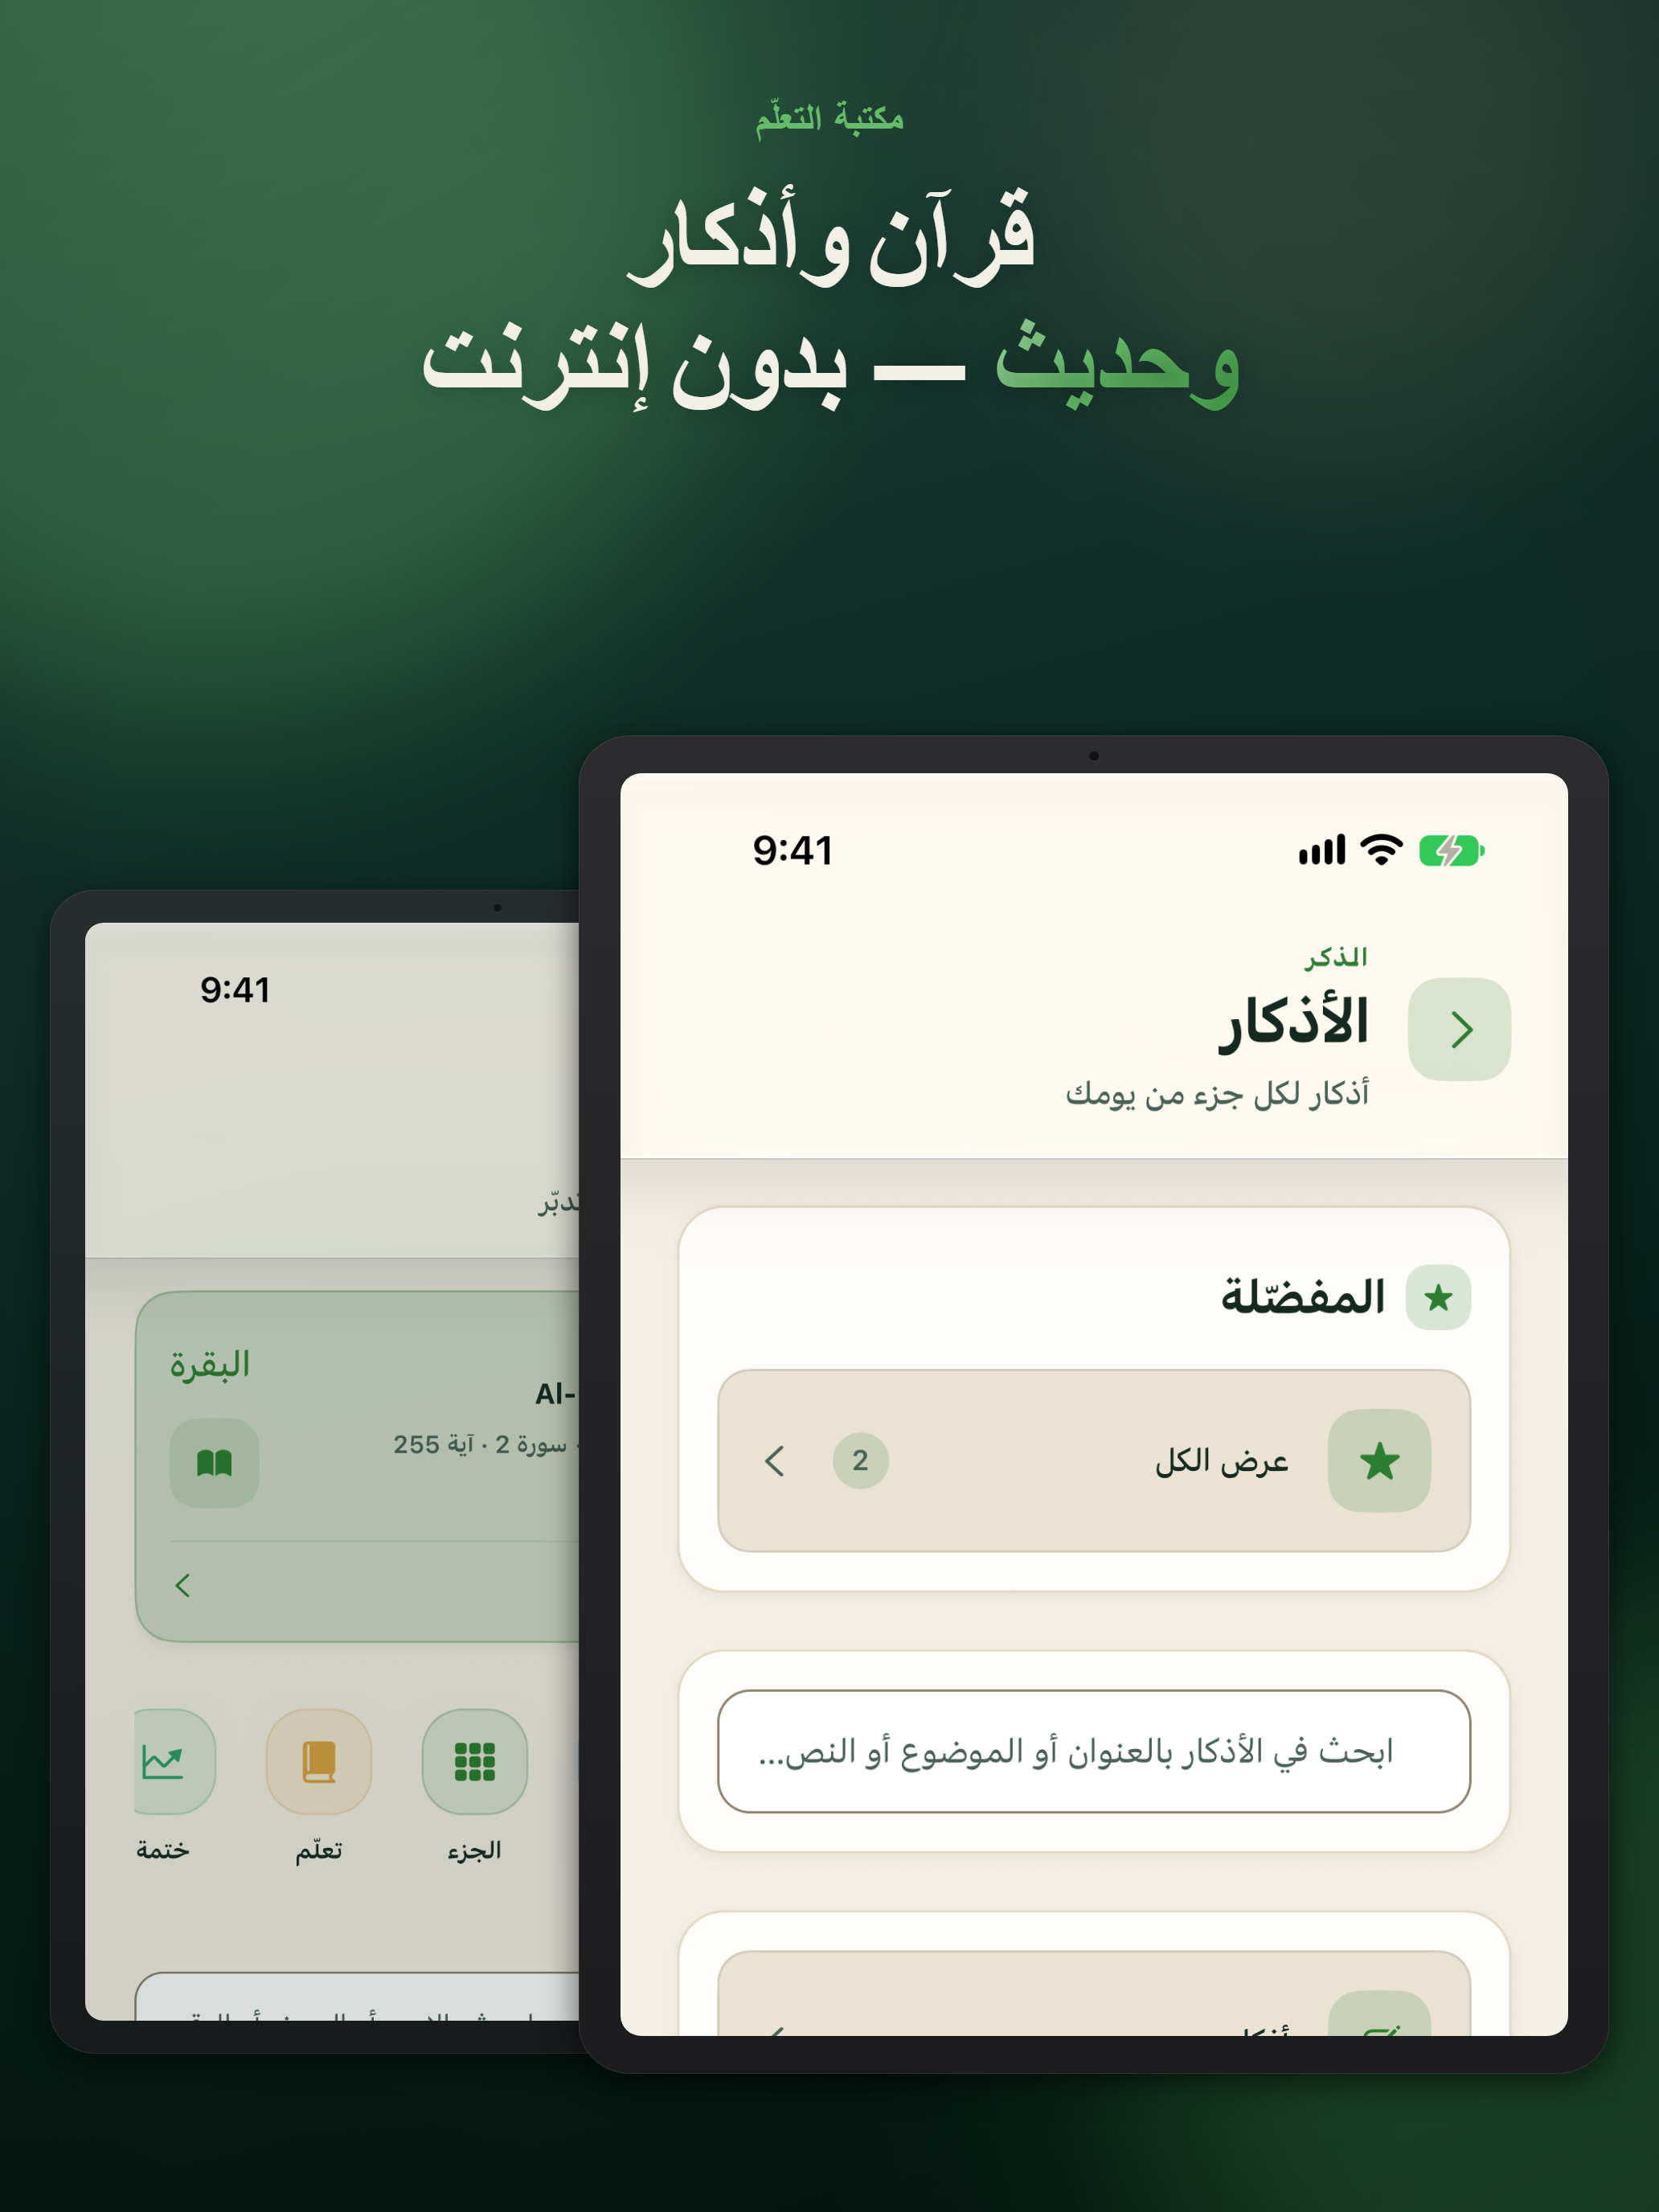 مكتبة التعلّم
قرآن وأذكار
وحديث — بدون إنترنت
9:41
الذكر
الأذكار
أذكار لكل جزء من يومك
المفضّلة
عرض الكل
2
ابحث في الأذكار بالعنوان أو الموضوع أو النص...
9:41
البقرة
Al-
سورة 2 · آية 255
الجزء
تعلّم
ختمة